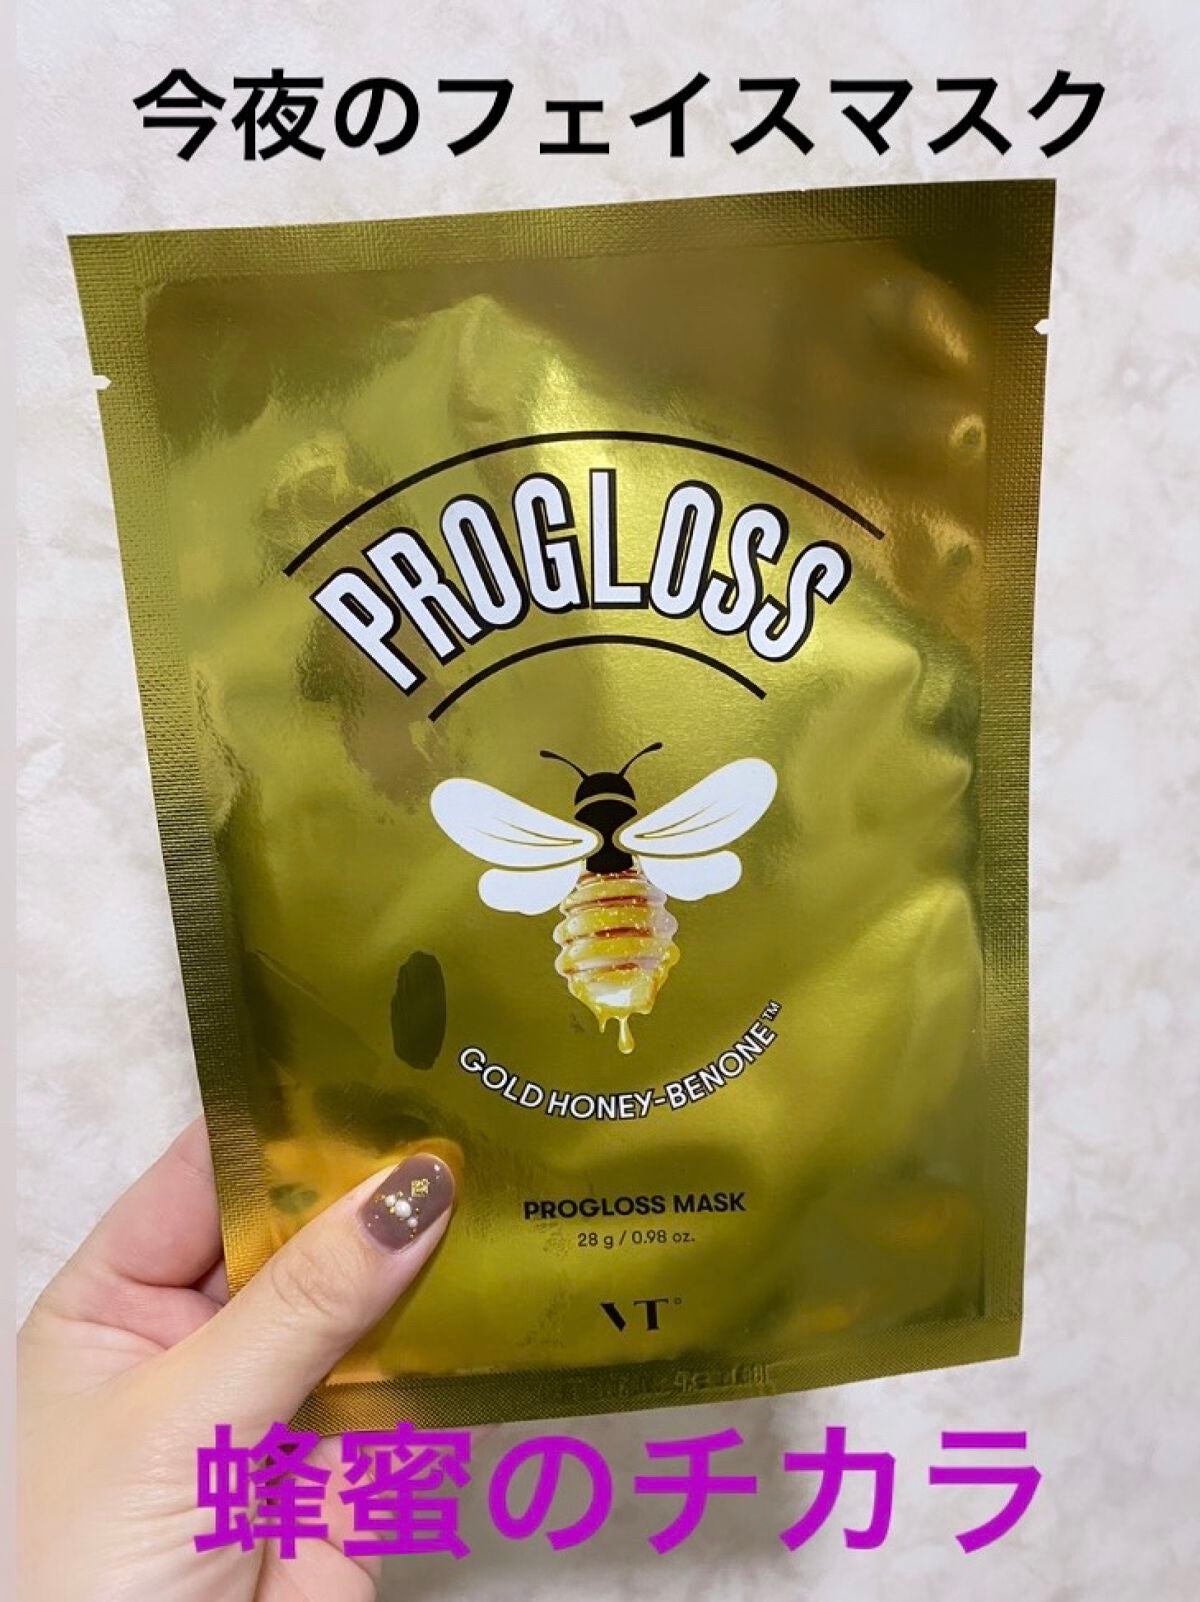 今夜のフェイスマスク
PROGLOSS
GOLD HONEY-BENONE™
PROGLOSS MASK
28 g / 0.98 oz.
VT
蜂蜜のチカラ